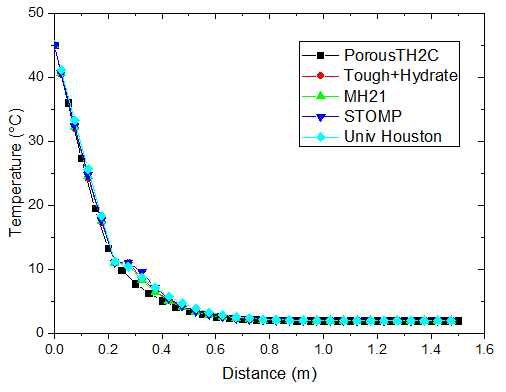 50
40
30
20
10
0
Temperature (°C)
PorousTH2C
Tough+Hydrate
MH21
STOMP
Univ Houston
0.0 0.2 0.4 0.6 0.8 1.0 1.2 1.4 1.6
Distance (m)